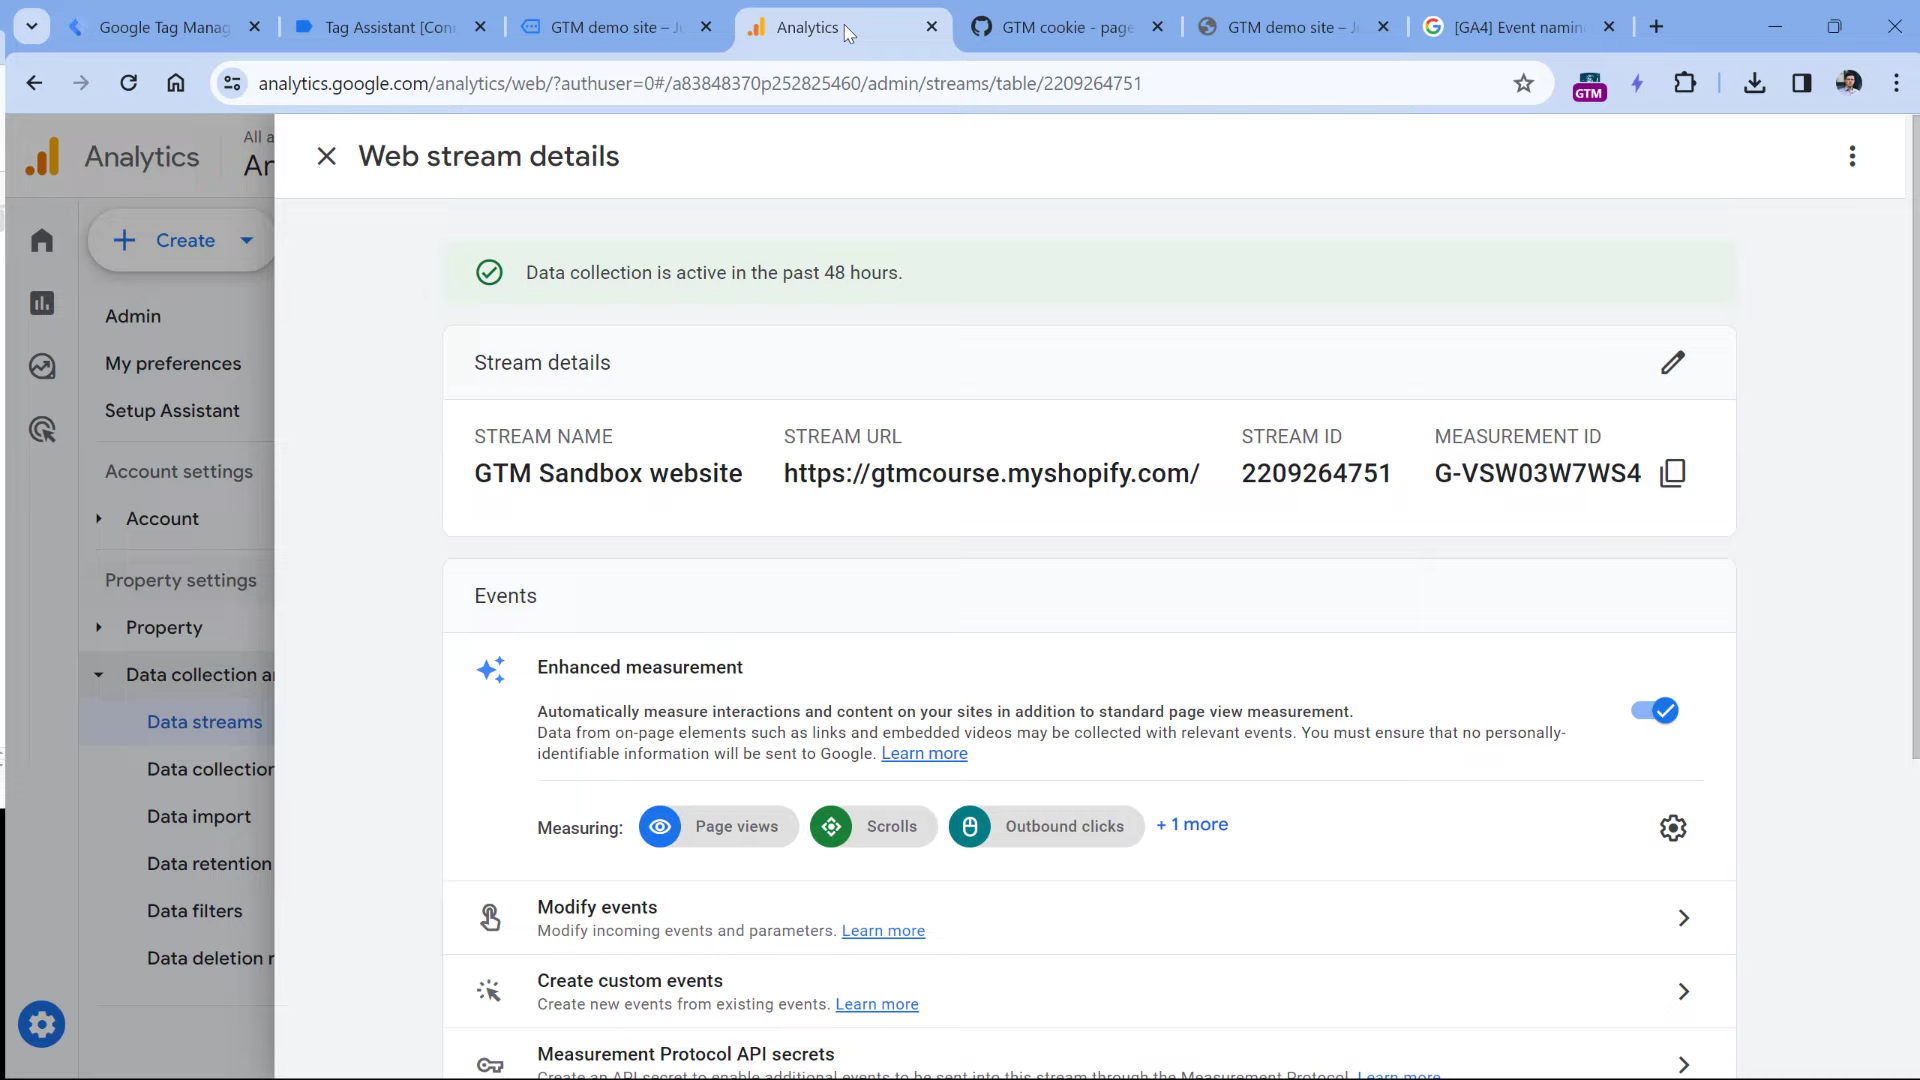 Google Tag Manag
Tag Assistant [Conn
GTM demo site – Ju
Analytics
GTM cookie - page
GTM demo site – Ju
[GA4] Event namin
analytics.google.com/analytics/web/?authuser=0#/a83848370p252825460/admin/streams/table/2209264751
GTM
Analytics
All a
An
Web stream details
Create
Admin
My preferences
Setup Assistant
Account settings
Account
Property settings
Property
Data collection an
Data streams
Data collection
Data import
Data retention
Data filters
Data deletion r
Data collection is active in the past 48 hours.
Stream details
STREAM NAME
GTM Sandbox website
STREAM URL
https://gtmcourse.myshopify.com/
STREAM ID
2209264751
MEASUREMENT ID
G-VSW03W7WS4
Events
Enhanced measurement
Automatically measure interactions and content on your sites in addition to standard page view measurement.
Data from on-page elements such as links and embedded videos may be collected with relevant events. You must ensure that no personally-
identifiable information will be sent to Google. Learn more
Measuring: Page views Scrolls Outbound clicks + 1 more
Modify events
Modify incoming events and parameters. Learn more
Create custom events
Create new events from existing events. Learn more
Measurement Protocol API secrets
Create an API secret to enable additional events to be sent into this stream through the Measurement Protocol. Learn more